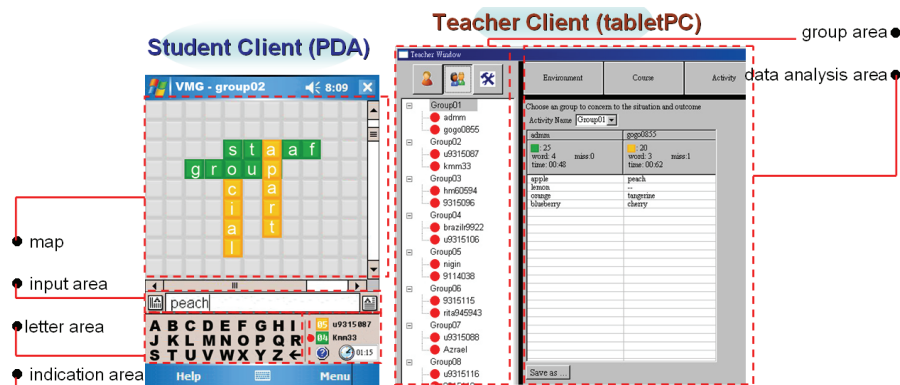 Student Client (PDA)
Teacher Client (tabletPC)
group area
data analysis area
map
input area
letter area
indication area
VMG - group02
8:09
s t a a f
g r o u p
s o c i a l
a p a r t
peach
A B C D E F G H I
J K L M N O P Q R
S T U V W X Y Z ←
05 u9315087
04 Knn33
01:15
Help
Menu
Teacher Window
Group01
admm
gogo0855
Group02
u9315087
kmm33
Group03
hm60594
9315096
Group04
brazilr9922
u9315106
Group05
nigin
9114038
Group06
9315115
rita945943
Group07
u9315088
Azrael
Group08
u9315116
Environment
Course
Activity
Choose an group to concern to the situation and outcome
Activity Name Group01
admm gogo0855
: 25 : 20
word: 4 miss:0 word: 3 miss:1
time: 00:48 time: 00:62
apple peach
lemon --
orange tangerine
blueberry cherry
Save as ...